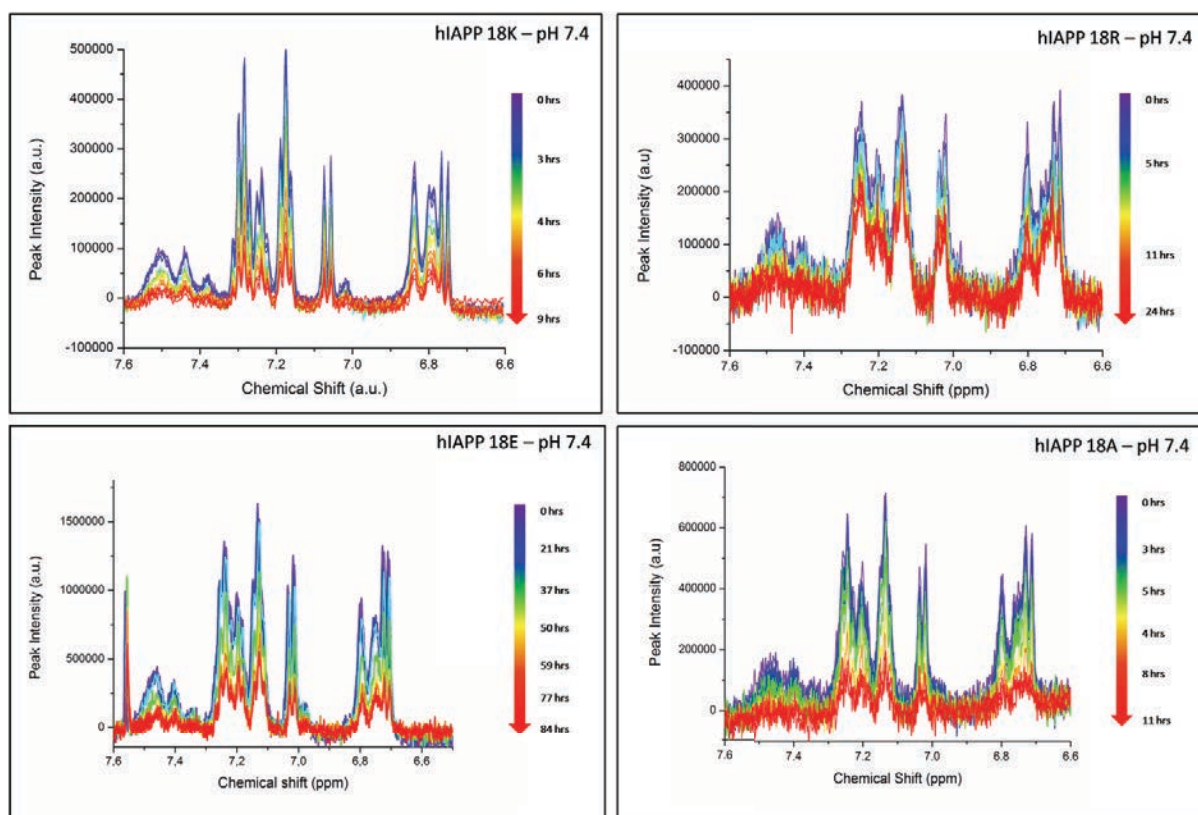 hIAPP 18K – pH 7.4
500000
400000
300000
200000
100000
0
-100000
Peak Intensity (a.u.)
7.6
7.4
7.2
7.0
6.8
6.6
Chemical Shift (a.u.)
0 hrs
3 hrs
4 hrs
6 hrs
9 hrs
hIAPP 18R – pH 7.4
400000
300000
200000
100000
0
-100000
Peak Intensity (a.u)
7.6
7.4
7.2
7.0
6.8
6.6
Chemical Shift (ppm)
0 hrs
5 hrs
11 hrs
24 hrs
hIAPP 18E – pH 7.4
1500000
1000000
500000
0
Peak Intensity (a.u.)
7.6
7.4
7.2
7.0
6.8
6.6
Chemical shift (ppm)
0 hrs
21 hrs
37 hrs
50 hrs
59 hrs
77 hrs
84 hrs
hIAPP 18A – pH 7.4
800000
600000
400000
200000
0
Peak Intensity (a.u)
7.6
7.4
7.2
7.0
6.8
6.6
Chemical Shift (ppm)
0 hrs
3 hrs
5 hrs
4 hrs
8 hrs
11 hrs